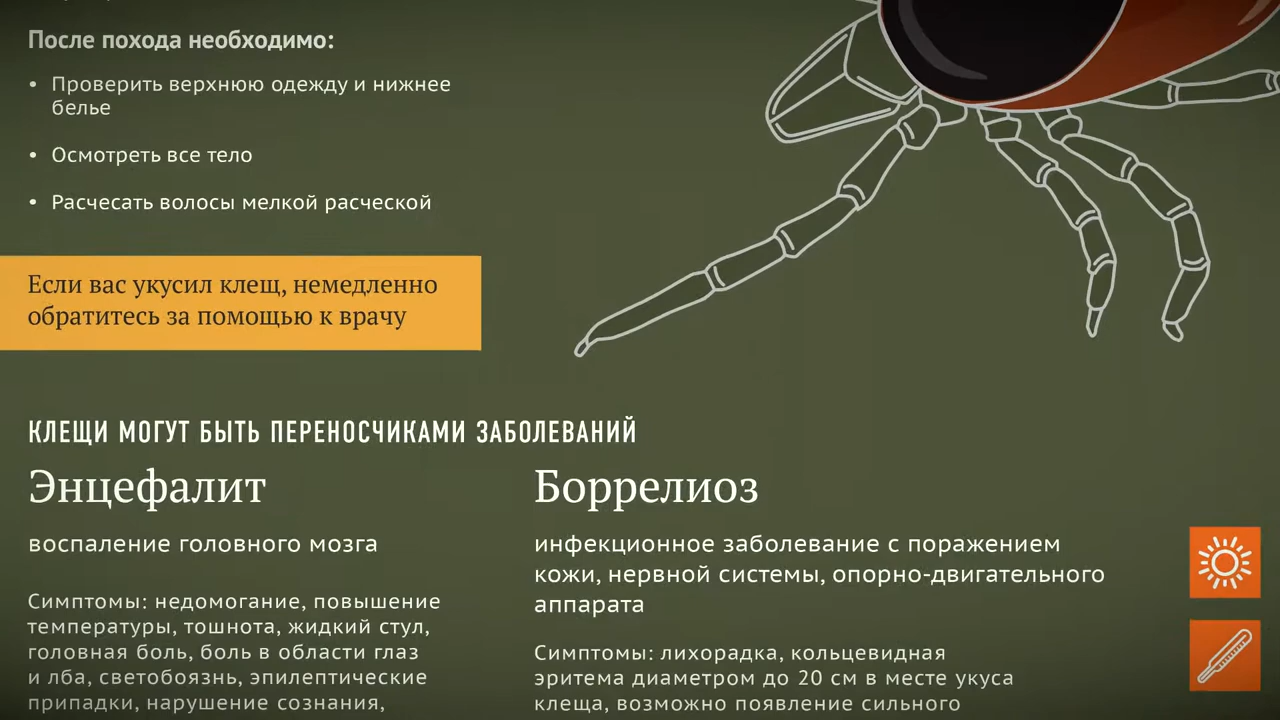 После похода необходимо:
• Проверить верхнюю одежду и нижнее
белье
• Осмотреть все тело
• Расчесать волосы мелкой расческой
Если вас укусил клещ, немедленно
обратитесь за помощью к врачу
КЛЕЩИ МОГУТ БЫТЬ ПЕРЕНОСЧИКАМИ ЗАБОЛЕВАНИЙ
Энцефалит
воспаление головного мозга
Симптомы: недомогание, повышение
температуры, тошнота, жидкий стул,
головная боль, боль в области глаз
и лба, светобоязнь, эпилептические
припадки, нарушение сознания,
Боррелиоз
инфекционное заболевание с поражением
кожи, нервной системы, опорно-двигательного
аппарата
Симптомы: лихорадка, кольцевидная
эритема диаметром до 20 см в месте укуса
клеща, возможно появление сильного